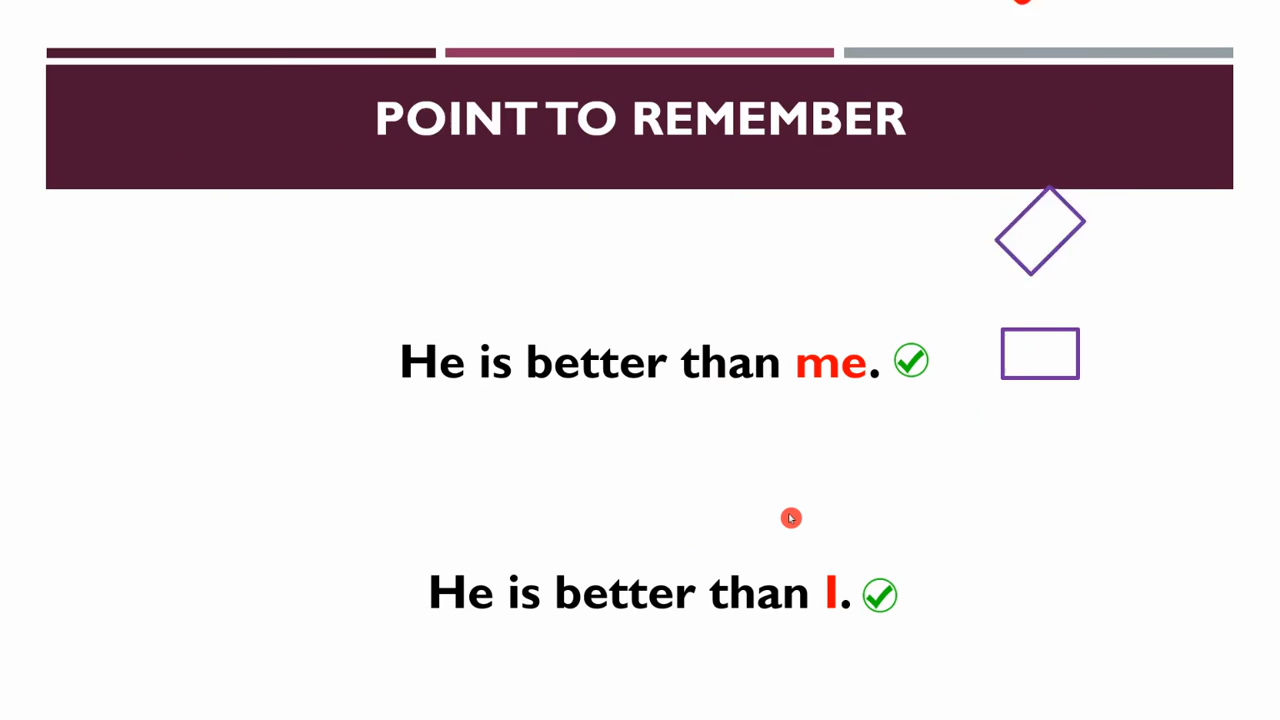 POINT TO REMEMBER
He is better than me.
He is better than I.